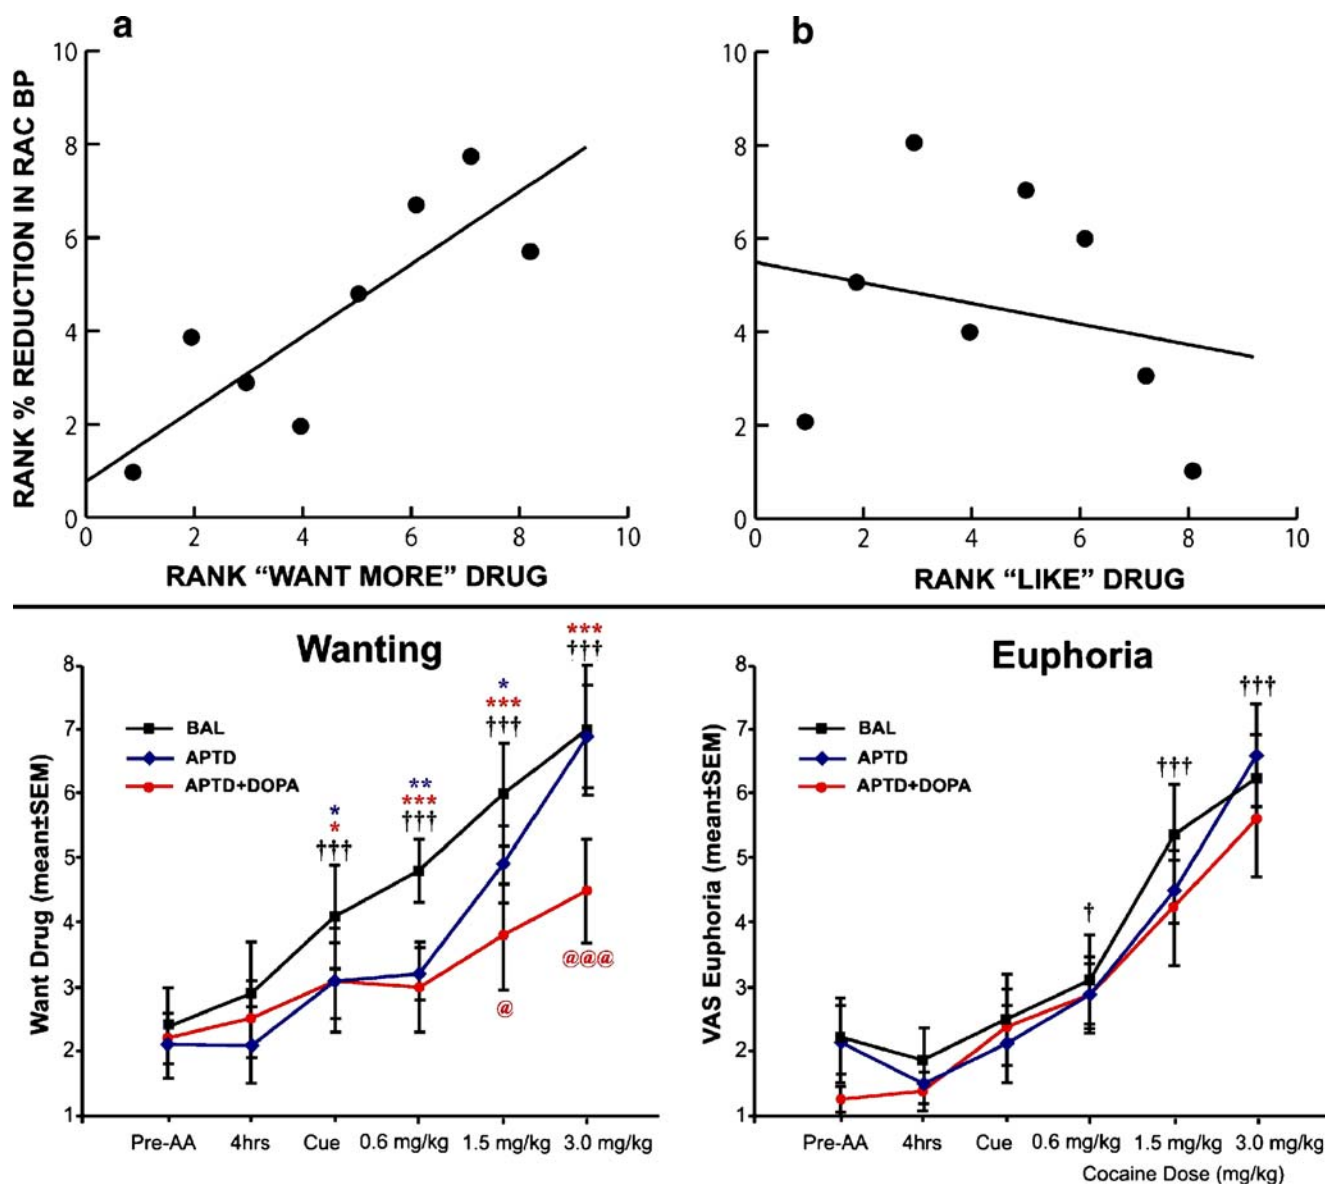 a
b
RANK % REDUCTION IN RAC BP
10
8
6
4
2
0
0 2 4 6 8 10
RANK “WANT MORE” DRUG
10
8
6
4
2
0
0 2 4 6 8 10
RANK “LIKE” DRUG
Wanting
Want Drug (mean±SEM)
8
7
6
5
4
3
2
1
BAL
APTD
APTD+DOPA
*
*
†††
**
***
†††
*
***
†††
***
†††
@
@@@
Pre-AA 4hrs Cue 0.6 mg/kg 1.5 mg/kg 3.0 mg/kg
Euphoria
VAS Euphoria (mean±SEM)
8
7
6
5
4
3
2
1
BAL
APTD
APTD+DOPA
†
†††
†††
Pre-AA 4hrs Cue 0.6 mg/kg 1.5 mg/kg 3.0 mg/kg
Cocaine Dose (mg/kg)